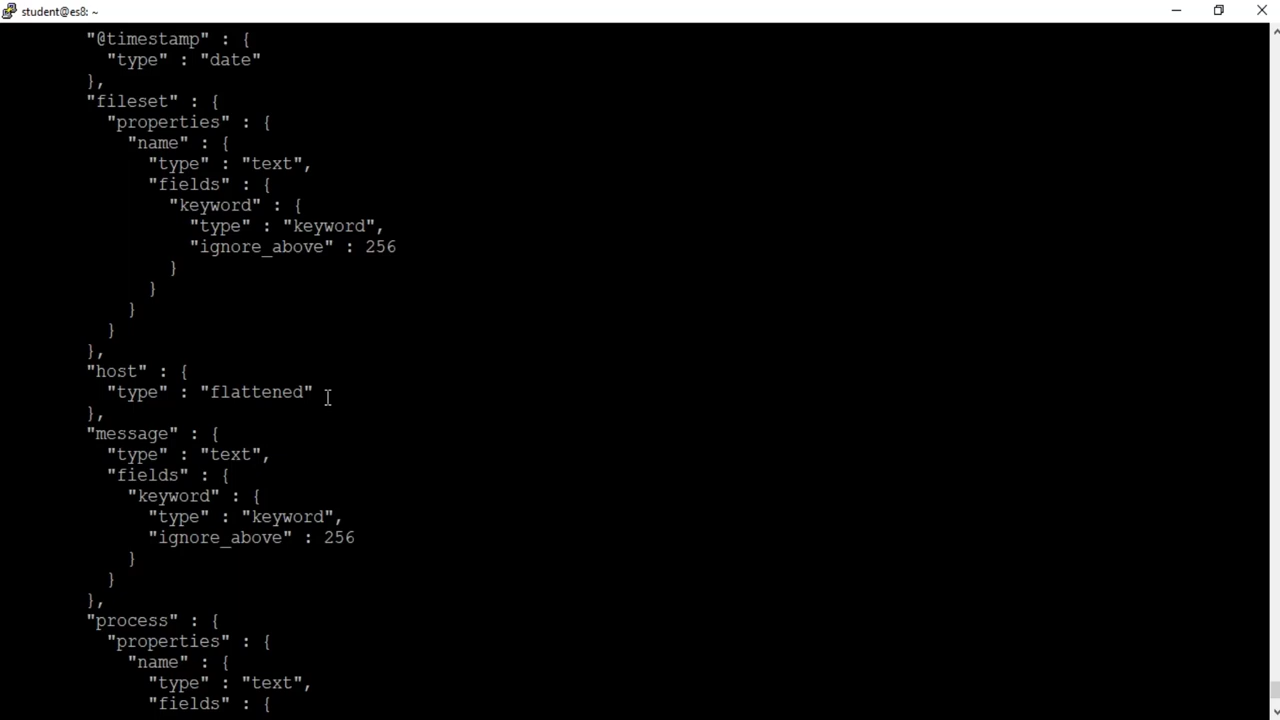 student@es8: ~
"@timestamp" : {
"type" : "date"
},
"fileset" : {
"properties" : {
"name" : {
"type" : "text",
"fields" : {
"keyword" : {
"type" : "keyword",
"ignore_above" : 256
}
}
}
}
},
"host" : {
"type" : "flattened"
},
"message" : {
"type" : "text",
"fields" : {
"keyword" : {
"type" : "keyword",
"ignore_above" : 256
}
}
},
"process" : {
"properties" : {
"name" : {
"type" : "text",
"fields" : {